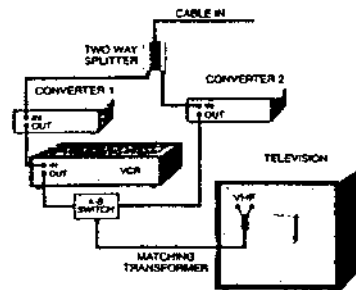 CABLE IN
TWO WAY
SPLITTER
CONVERTER 1
CONVERTER 2
IN
OUT
IN
OUT
IN
OUT
VCR
A-B
SWITCH
TELEVISION
VHF
MATCHING
TRANSFORMER